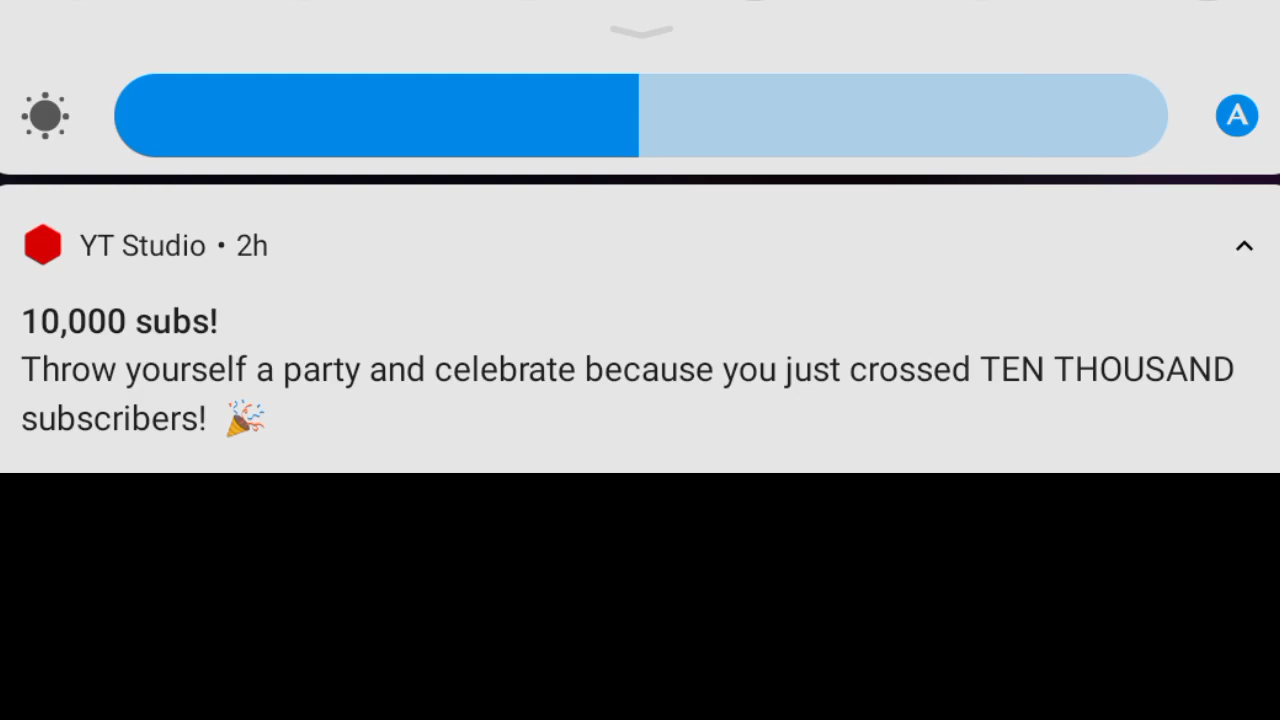 A
YT Studio • 2h
10,000 subs!
Throw yourself a party and celebrate because you just crossed TEN THOUSAND
subscribers! 🎉